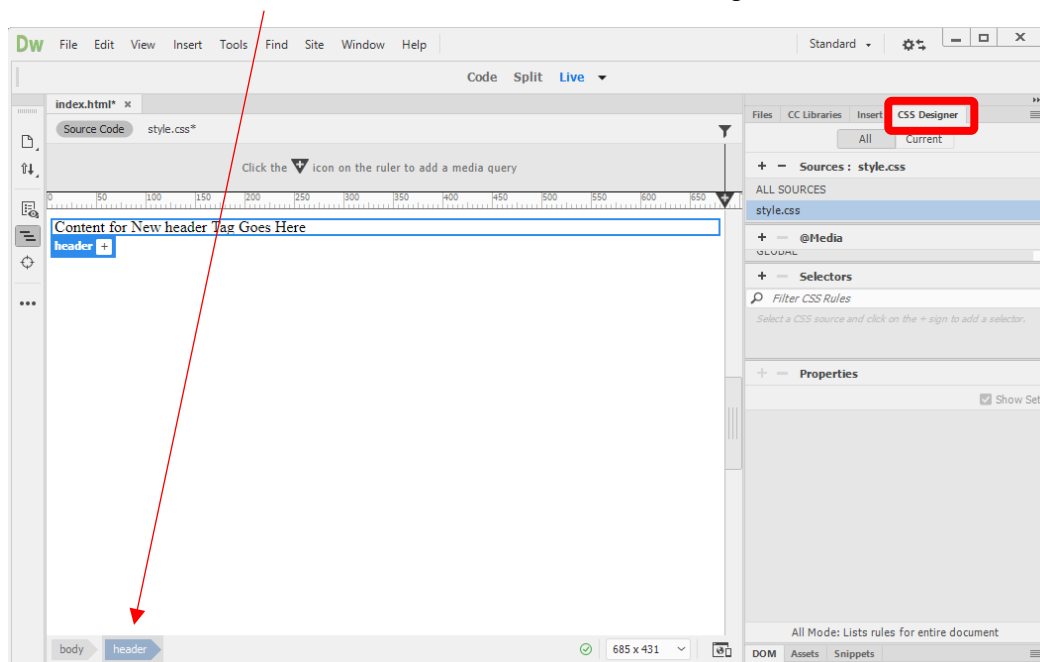 Dw File Edit View Insert Tools Find Site Window Help Standard
Code Split Live
index.html* ×
Source Code style.css*
Click the icon on the ruler to add a media query
0 50 100 150 200 250 300 350 400 450 500 550 600 650
Content for New header Tag Goes Here
header +
body header 685 x 431
Files CC Libraries Insert CSS Designer
All Current
+ − Sources : style.css
ALL SOURCES
style.css
+ − @Media
GLOBAL
+ − Selectors
Filter CSS Rules
Select a CSS source and click on the + sign to add a selector.
+ − Properties
Show Set
All Mode: Lists rules for entire document
DOM Assets Snippets